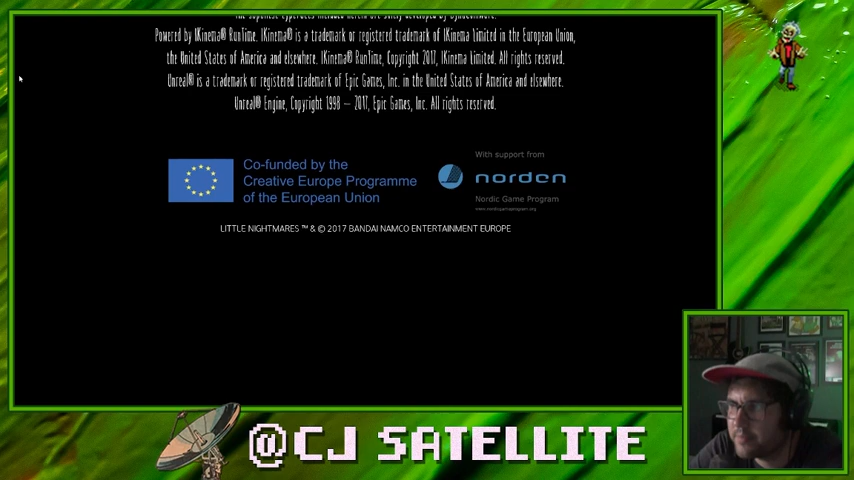 Powered by IKinema® RunTime. IKinema® is a trademark or registered trademark of IKinema Limited in the European Union,
the United States of America and elsewhere. IKinema® RunTime, Copyright 2017, IKinema Limited. All rights reserved.
Unreal® is a trademark or registered trademark of Epic Games, Inc. in the United States of America and elsewhere.
Unreal® Engine, Copyright 1998 – 2017, Epic Games, Inc. All rights reserved.
Co-funded by the
Creative Europe Programme
of the European Union
With support from
norden
Nordic Game Program
LITTLE NIGHTMARES ™ & © 2017 BANDAI NAMCO ENTERTAINMENT EUROPE
@CJ SATELLITE